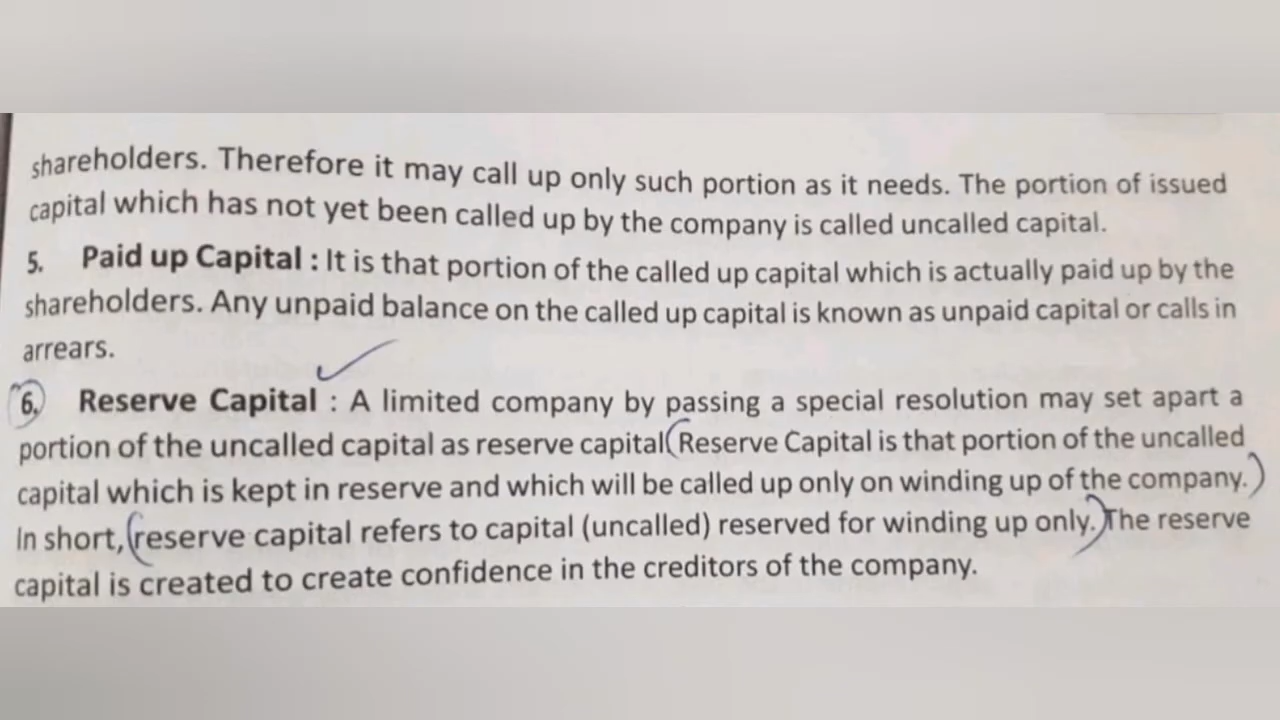 shareholders. Therefore it may call up only such portion as it needs. The portion of issued
capital which has not yet been called up by the company is called uncalled capital.
5. Paid up Capital : It is that portion of the called up capital which is actually paid up by the
shareholders. Any unpaid balance on the called up capital is known as unpaid capital or calls in
arrears.
6. Reserve Capital : A limited company by passing a special resolution may set apart a
portion of the uncalled capital as reserve capital(Reserve Capital is that portion of the uncalled
capital which is kept in reserve and which will be called up only on winding up of the company.)
In short, (reserve capital refers to capital (uncalled) reserved for winding up only.) The reserve
capital is created to create confidence in the creditors of the company.